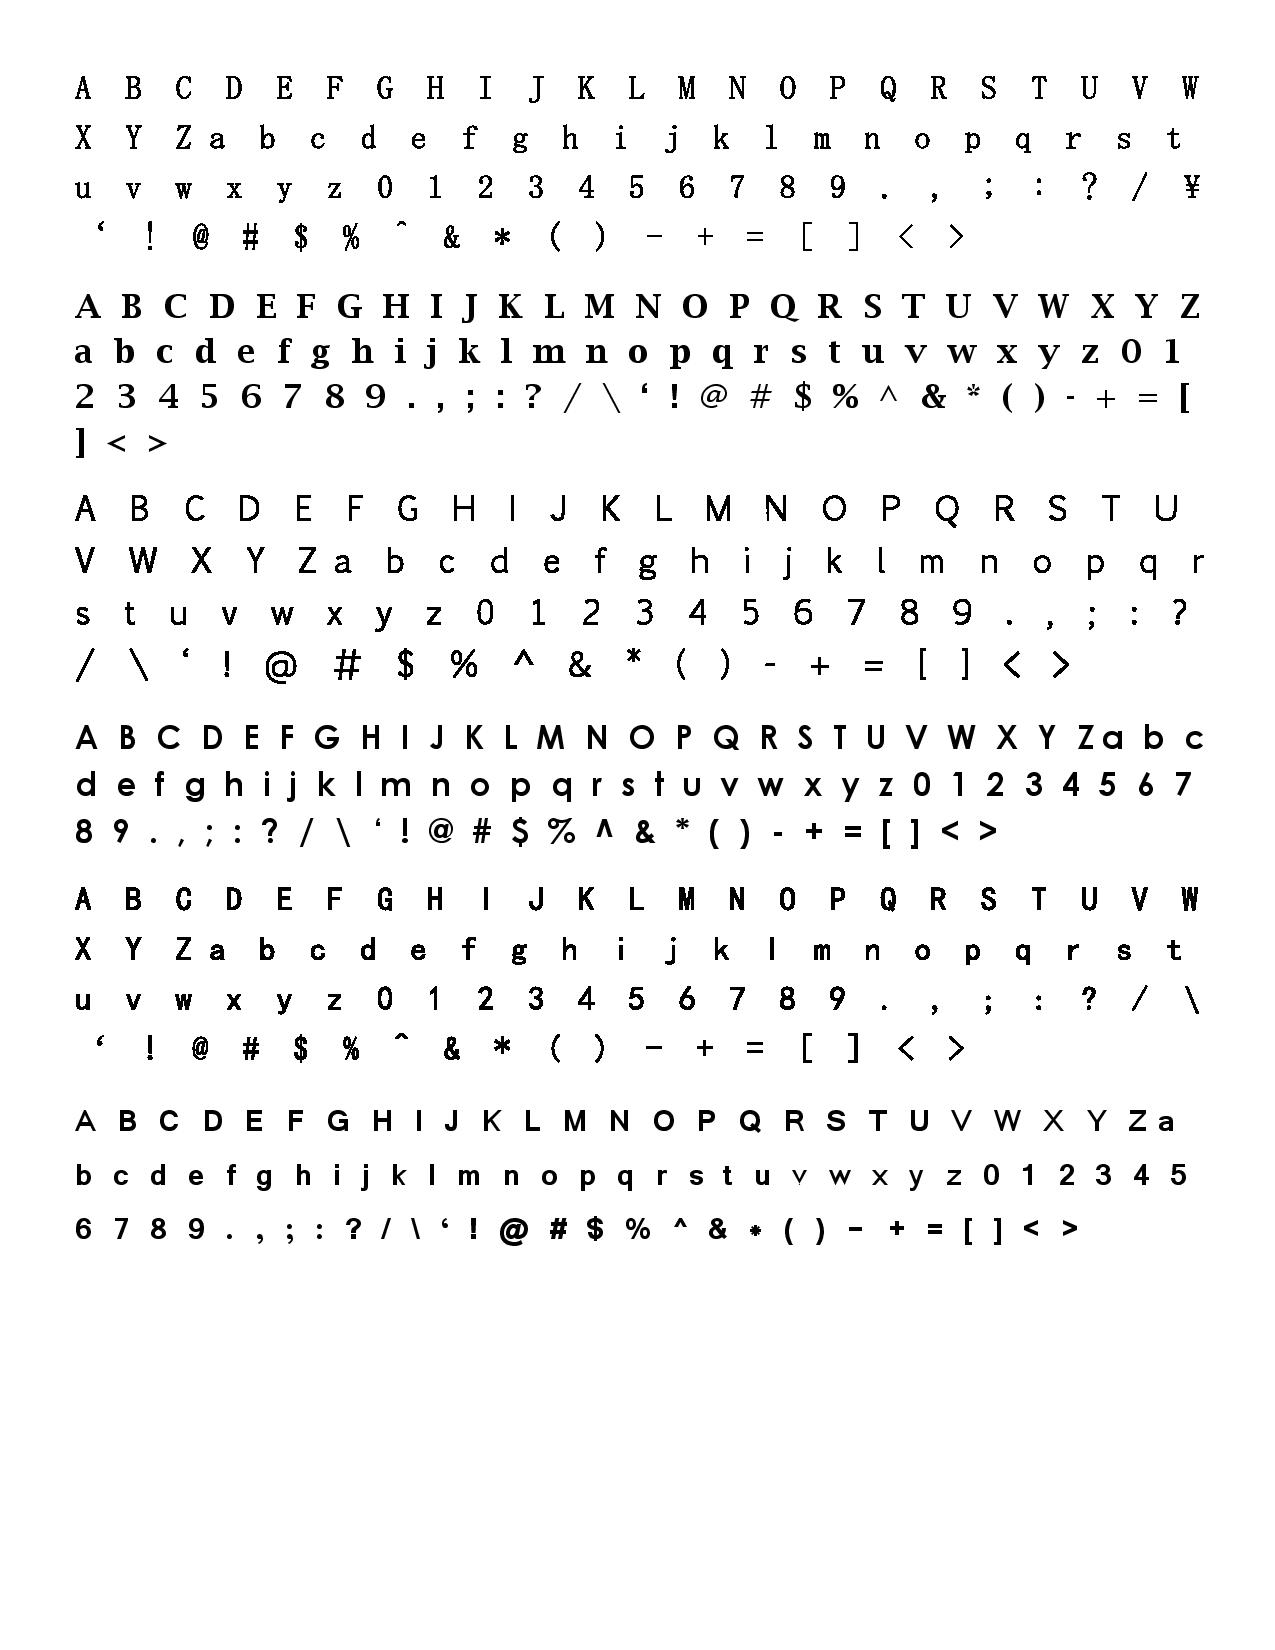 A B C D E F G H I J K L M N O P Q R S T U V W
X Y Z a b c d e f g h i j k l m n o p q r s t
u v w x y z 0 1 2 3 4 5 6 7 8 9 . , ; : ? / ¥
‘ ! @ # $ % ^ & * ( ) - + = [ ] < >
A B C D E F G H I J K L M N O P Q R S T U V W X Y Z
a b c d e f g h i j k l m n o p q r s t u v w x y z 0 1
2 3 4 5 6 7 8 9 . , ; : ? / \ ‘ ! @ # $ % ^ & * ( ) - + = [
] < >
A B C D E F G H I J K L M N O P Q R S T U
V W X Y Z a b c d e f g h i j k l m n o p q r
s t u v w x y z 0 1 2 3 4 5 6 7 8 9 . , ; : ?
/ \ ‘ ! @ # $ % ^ & * ( ) - + = [ ] < >
A B C D E F G H I J K L M N O P Q R S T U V W X Y Z a b c
d e f g h i j k l m n o p q r s t u v w x y z 0 1 2 3 4 5 6 7
8 9 . , ; : ? / \ ‘ ! @ # $ % ^ & * ( ) - + = [ ] < >
A B C D E F G H I J K L M N O P Q R S T U V W
X Y Z a b c d e f g h i j k l m n o p q r s t
u v w x y z 0 1 2 3 4 5 6 7 8 9 . , ; : ? / \
‘ ! @ # $ % ^ & * ( ) - + = [ ] < >
A B C D E F G H I J K L M N O P Q R S T U V W X Y Z a
b c d e f g h i j k l m n o p q r s t u v w x y z 0 1 2 3 4 5
6 7 8 9 . , ; : ? / \ ‘ ! @ # $ % ^ & * ( ) - + = [ ] < >